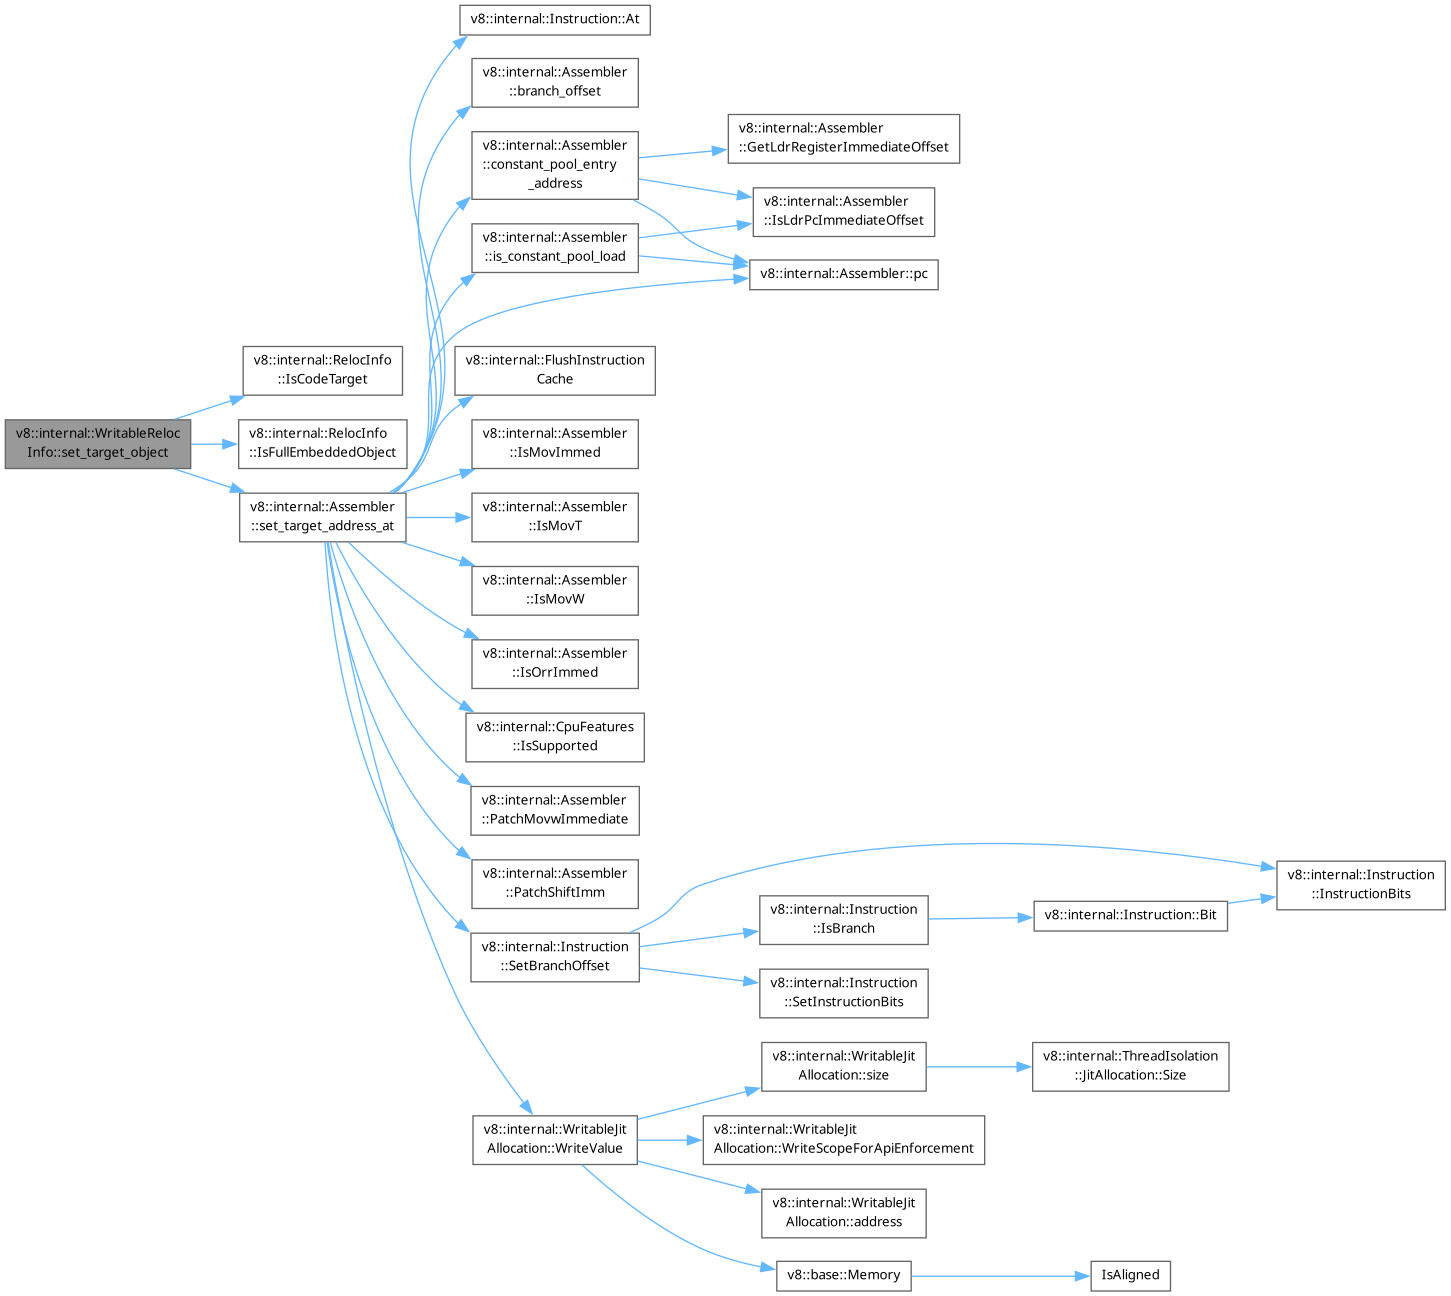 v8::internal::WritableReloc
Info::set_target_object
v8::internal::RelocInfo
::IsCodeTarget
v8::internal::RelocInfo
::IsFullEmbeddedObject
v8::internal::Assembler
::set_target_address_at
v8::internal::Instruction::At
v8::internal::Assembler
::branch_offset
v8::internal::Assembler
::constant_pool_entry
_address
v8::internal::Assembler
::is_constant_pool_load
v8::internal::FlushInstruction
Cache
v8::internal::Assembler
::IsMovImmed
v8::internal::Assembler
::IsMovT
v8::internal::Assembler
::IsMovW
v8::internal::Assembler
::IsOrrImmed
v8::internal::CpuFeatures
::IsSupported
v8::internal::Assembler
::PatchMovwImmediate
v8::internal::Assembler
::PatchShiftImm
v8::internal::Instruction
::SetBranchOffset
v8::internal::WritableJit
Allocation::WriteValue
v8::internal::Assembler
::GetLdrRegisterImmediateOffset
v8::internal::Assembler
::IsLdrPcImmediateOffset
v8::internal::Assembler::pc
v8::internal::Instruction
::IsBranch
v8::internal::Instruction
::SetInstructionBits
v8::internal::WritableJit
Allocation::size
v8::internal::WritableJit
Allocation::WriteScopeForApiEnforcement
v8::internal::WritableJit
Allocation::address
v8::base::Memory
v8::internal::Instruction::Bit
v8::internal::ThreadIsolation
::JitAllocation::Size
IsAligned
v8::internal::Instruction
::InstructionBits